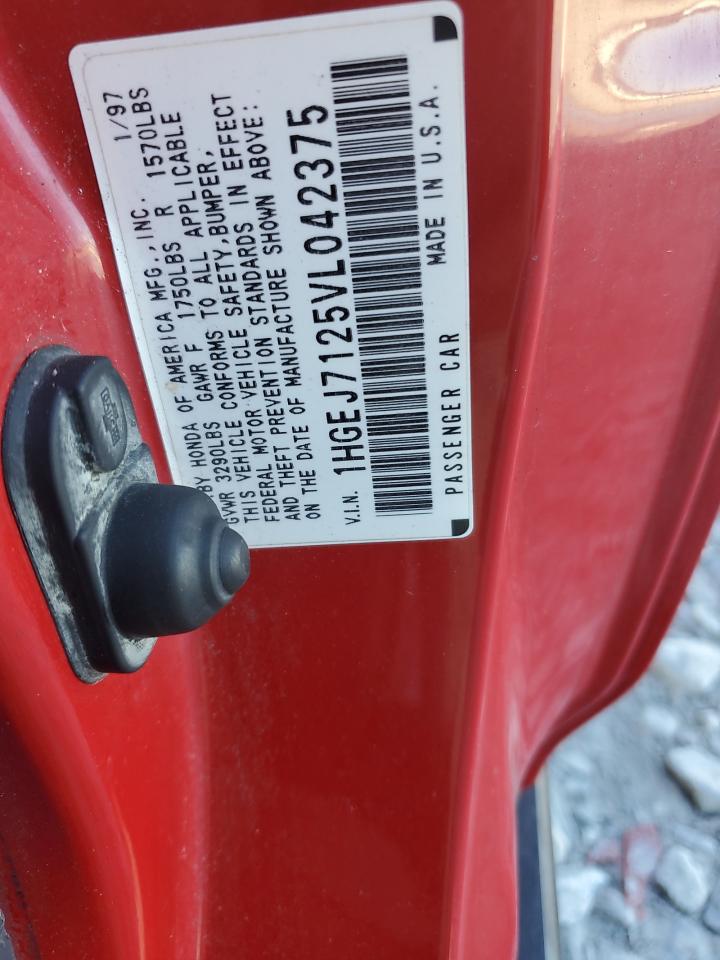 BY HONDA OF AMERICA MFG.,INC. 1/97
GVWR 3290LBS GAWR F 1750LBS R 1570LBS
THIS VEHICLE CONFORMS TO ALL APPLICABLE
FEDERAL MOTOR VEHICLE SAFETY,BUMPER,
AND THEFT PREVENTION STANDARDS IN EFFECT
ON THE DATE OF MANUFACTURE SHOWN ABOVE:
V.I.N. 1HGEJ7125VL042375
PASSENGER CAR MADE IN U.S.A.